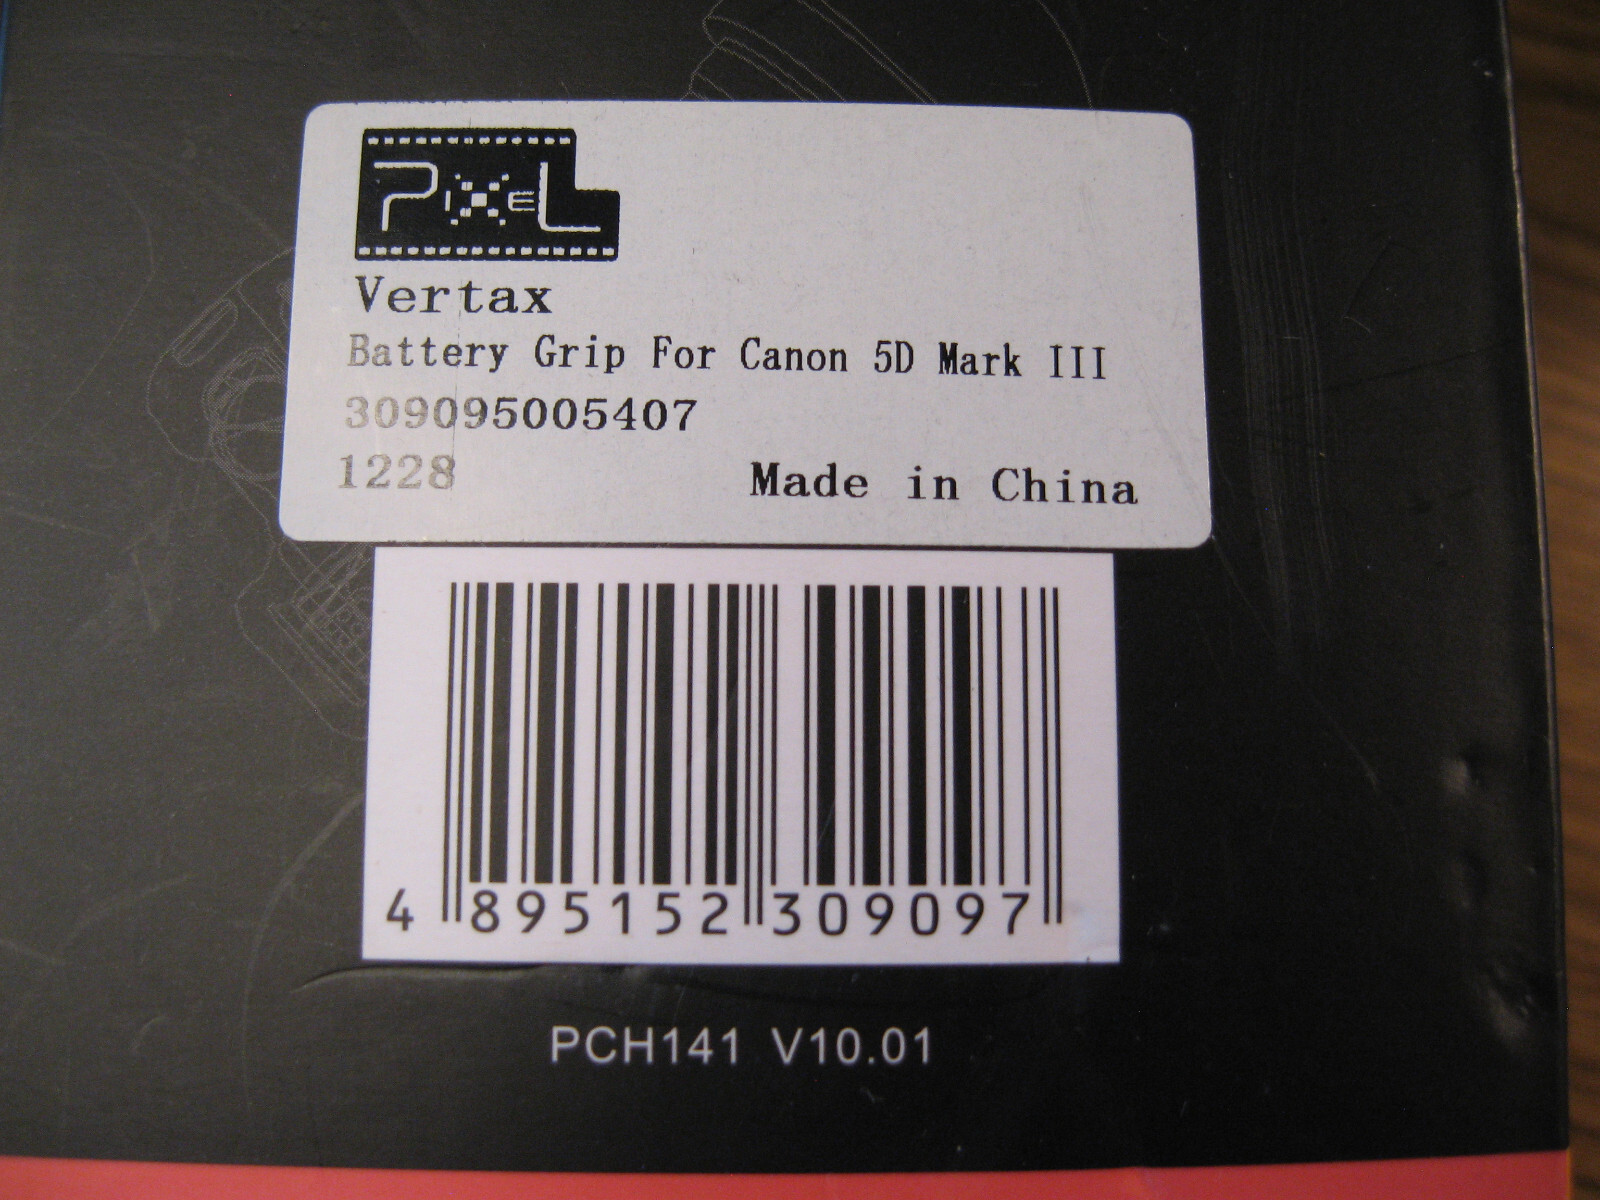 PixEL
Vertax
Battery Grip For Canon 5D Mark III
309095005407
1228 Made in China
4 895152 309097
PCH141 V10.01